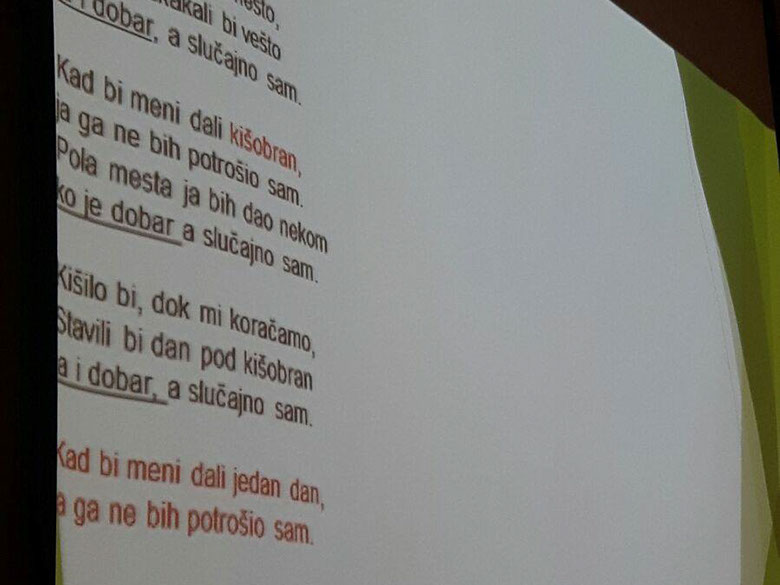 i dobar, a slučajno sam.
bi vešto
Kad bi meni dali kišobran,
ja ga ne bih potrošio sam.
Pola mesta ja bih dao nekom
ko je dobar a slučajno sam.
Kišilo bi, dok mi koračamo,
Stavili bi dan pod kišobran
a i dobar, a slučajno sam.
Kad bi meni dali jedan dan,
a ga ne bih potrošio sam.